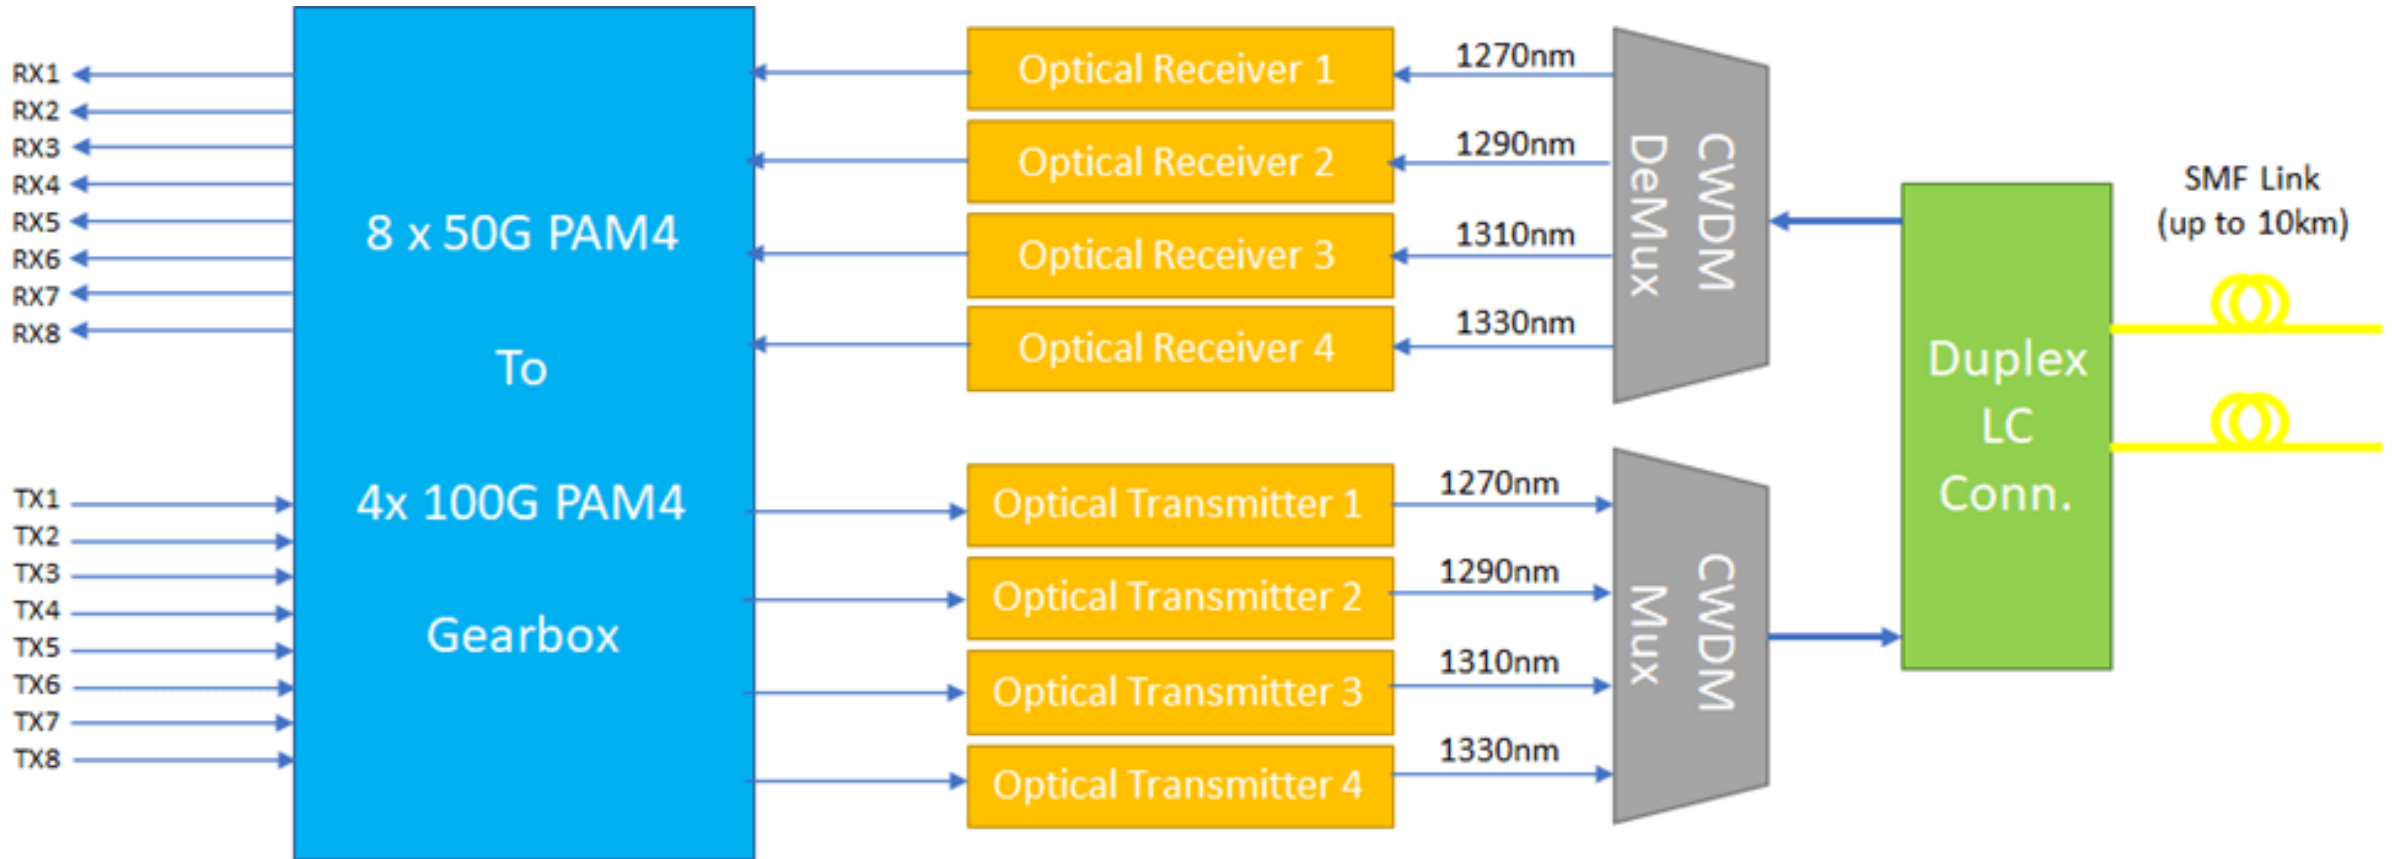 RX1
RX2
RX3
RX4
RX5
RX6
RX7
RX8
TX1
TX2
TX3
TX4
TX5
TX6
TX7
TX8
8 x 50G PAM4
To
4x 100G PAM4
Gearbox
Optical Receiver 1
Optical Receiver 2
Optical Receiver 3
Optical Receiver 4
Optical Transmitter 1
Optical Transmitter 2
Optical Transmitter 3
Optical Transmitter 4
1270nm
1290nm
1310nm
1330nm
1270nm
1290nm
1310nm
1330nm
CWDM
DeMux
CWDM
Mux
Duplex
LC
Conn.
SMF Link
(up to 10km)